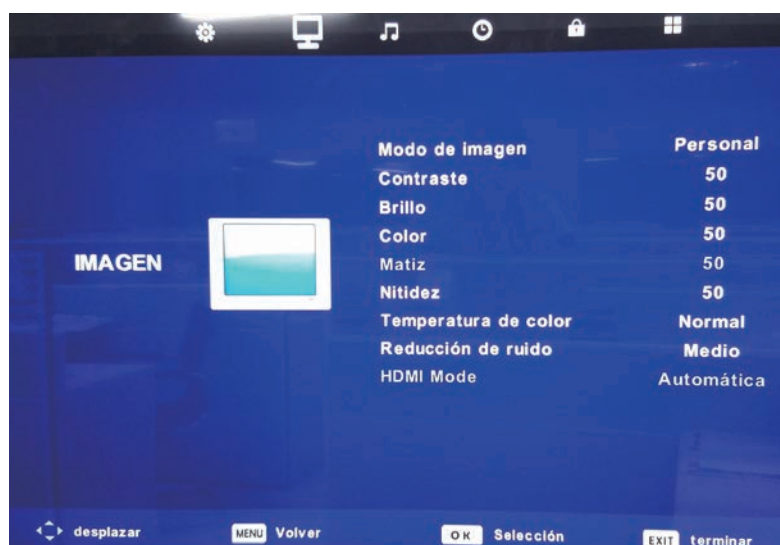 Modo de imagen Personal
Contraste 50
Brillo 50
Color 50
IMAGEN
Matiz 50
Nitidez 50
Temperatura de color Normal
Reducción de ruido Medio
HDMI Mode Automática
desplazar MENU Volver OK Selección EXIT terminar